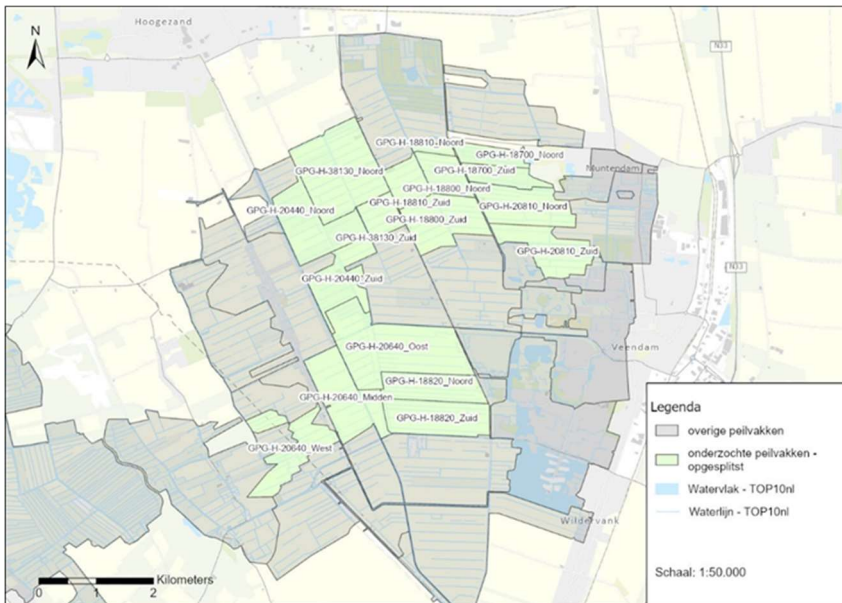 Hoogezand
N
N33
GPG-H-18810_Noord
GPG-H-18700_Noord
GPG-H-38130_Noord
GPG-H-18700_Zuid
Muntendam
GPG-H-18800_Noord
GPG-H-18810_Zuid
GPG-H-20440_Noord
GPG-H-20810_Noord
GPG-H-18800_Zuid
GPG-H-38130_Zuid
GPG-H-20810_Zuid
N33
GPG-H-20440_Zuid
GPG-H-20640_Oost
Veendam
GPG-H-18820_Noord
GPG-H-20640_Midden
GPG-H-18820_Zuid
GPG-H-20640_West
Wildervank
Legenda
overige peilvakken
onderzochte peilvakken -
opgesplitst
Watervlak - TOP10nl
Waterlijn - TOP10nl
Schaal: 1:50.000
0 1 2 Kilometers